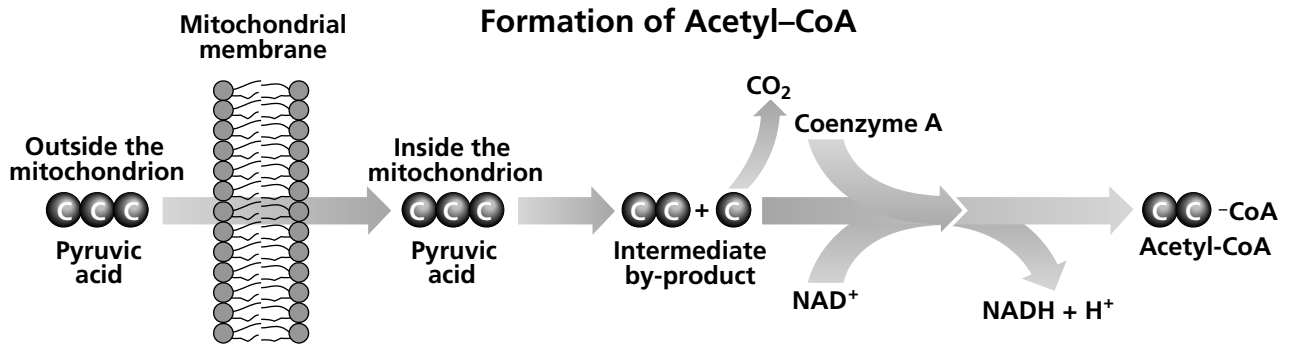 Formation of Acetyl–CoA
Mitochondrial
membrane
Outside the
mitochondrion
C C C
Pyruvic
acid
Inside the
mitochondrion
C C C
Pyruvic
acid
C C + C
Intermediate
by-product
CO₂
Coenzyme A
NAD⁺
NADH + H⁺
C C –CoA
Acetyl-CoA